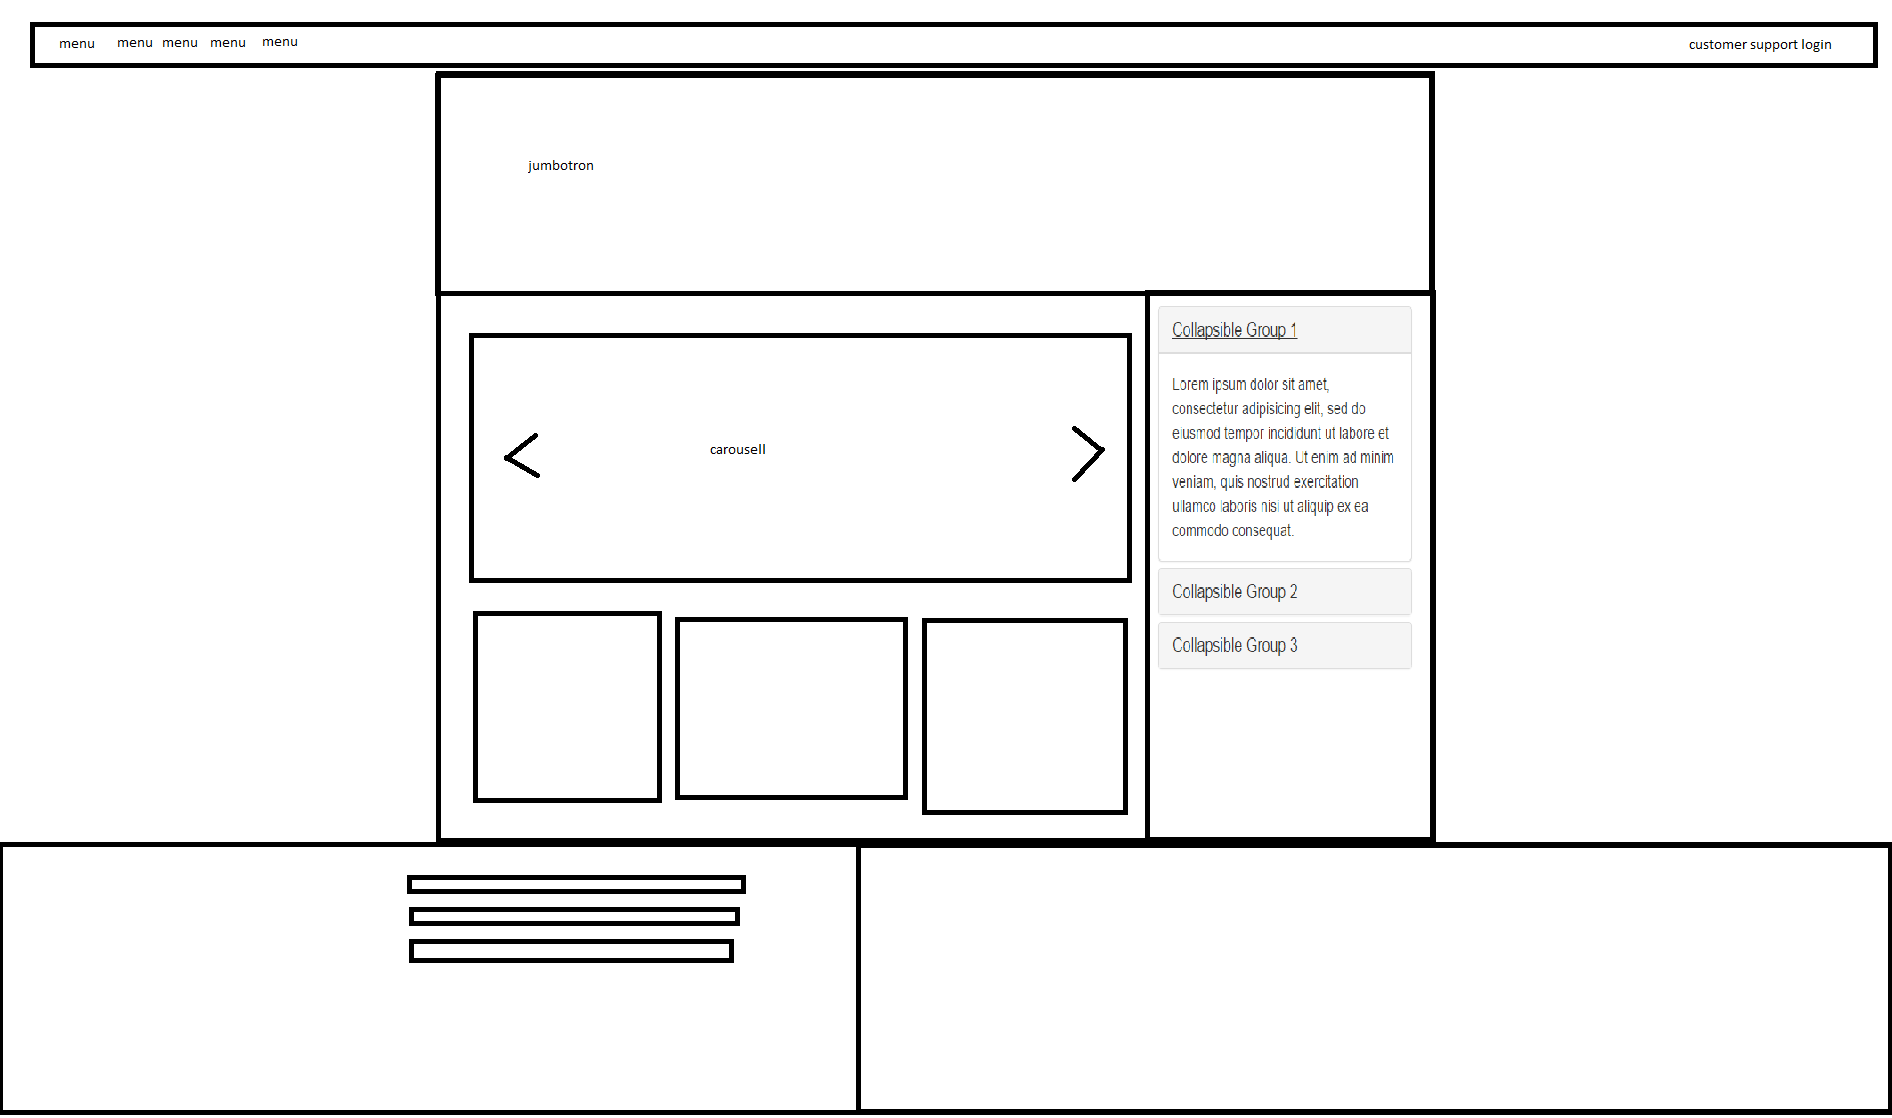 menu menu menu menu menu customer support login
jumbotron
carousell
Collapsible Group 1
Lorem ipsum dolor sit amet,
consectetur adipisicing elit, sed do
eiusmod tempor incididunt ut labore et
dolore magna aliqua. Ut enim ad minim
veniam, quis nostrud exercitation
ullamco laboris nisi ut aliquip ex ea
commodo consequat.
Collapsible Group 2
Collapsible Group 3